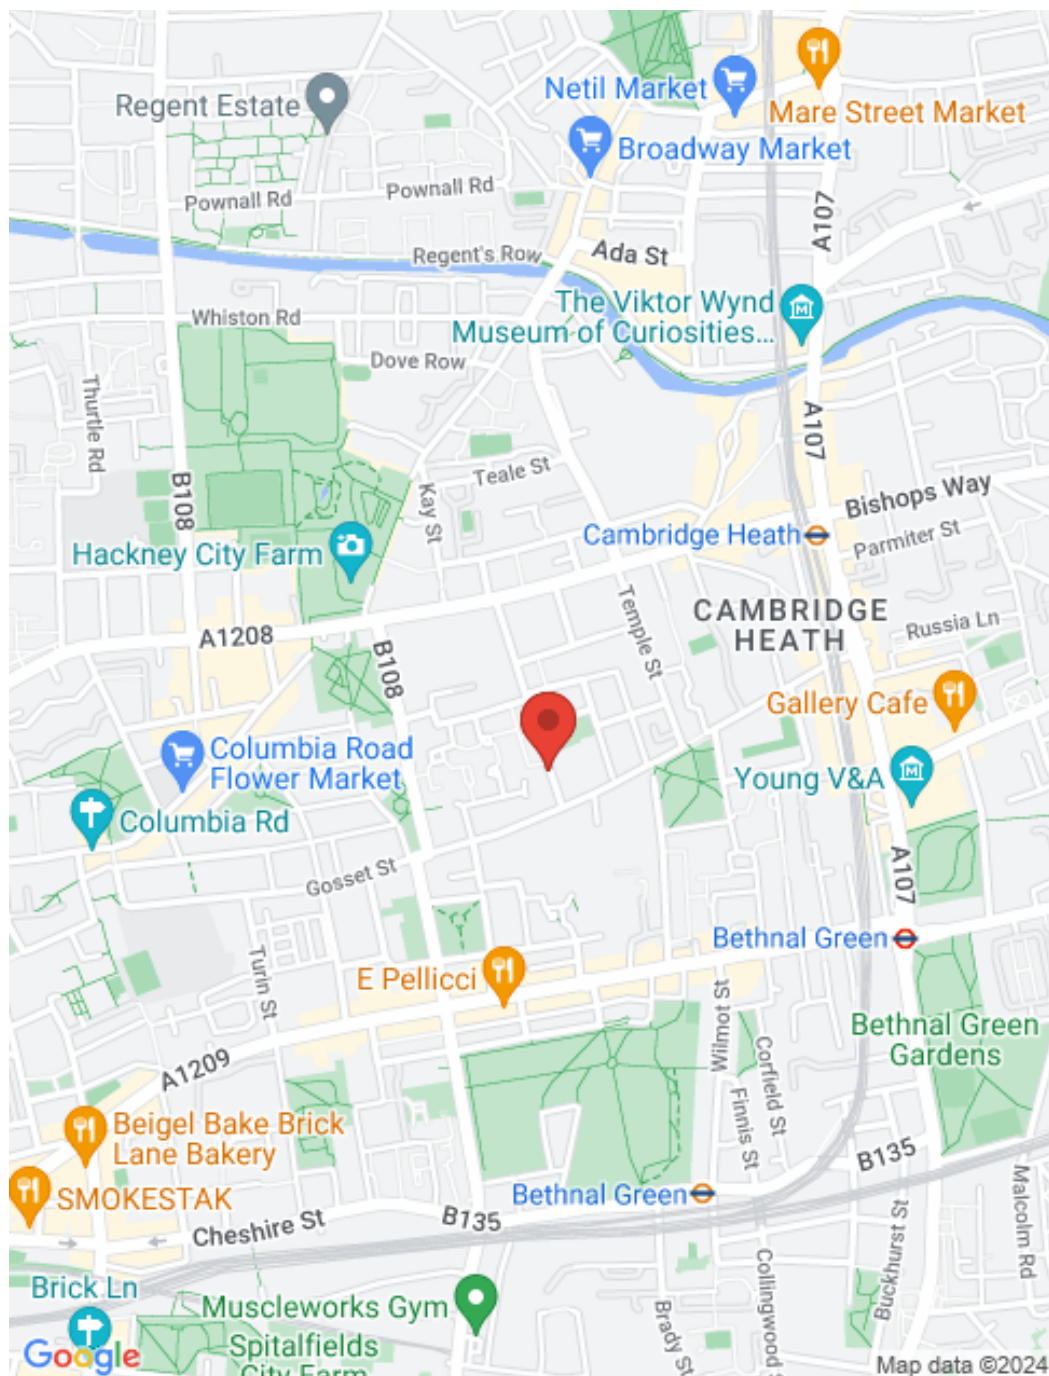 Netil Market
Mare Street Market
Regent Estate
Broadway Market
Pownall Rd
Pownall Rd
A107
Regent's Row
Ada St
The Viktor Wynd
Museum of Curiosities...
Whiston Rd
Dove Row
Thurtle Rd
A107
Teale St
B108
Kay St
Bishops Way
Cambridge Heath
Parmiter St
Hackney City Farm
Temple St
CAMBRIDGE
HEATH
Russia Ln
A1208
B108
Gallery Cafe
Columbia Road
Flower Market
Young V&A
Columbia Rd
Gosset St
A107
Bethnal Green
Turin St
E Pellicci
Wilmot St
Bethnal Green
Gardens
Corfield St
A1209
Finnis St
Beigel Bake Brick
Lane Bakery
B135
SMOKESTAK
Bethnal Green
Malcolm Rd
Cheshire St
B135
Buckhurst St
Collingwood S
Brick Ln
Muscleworks Gym
Brady St
Spitalfields
City Farm
Google
Map data ©2024